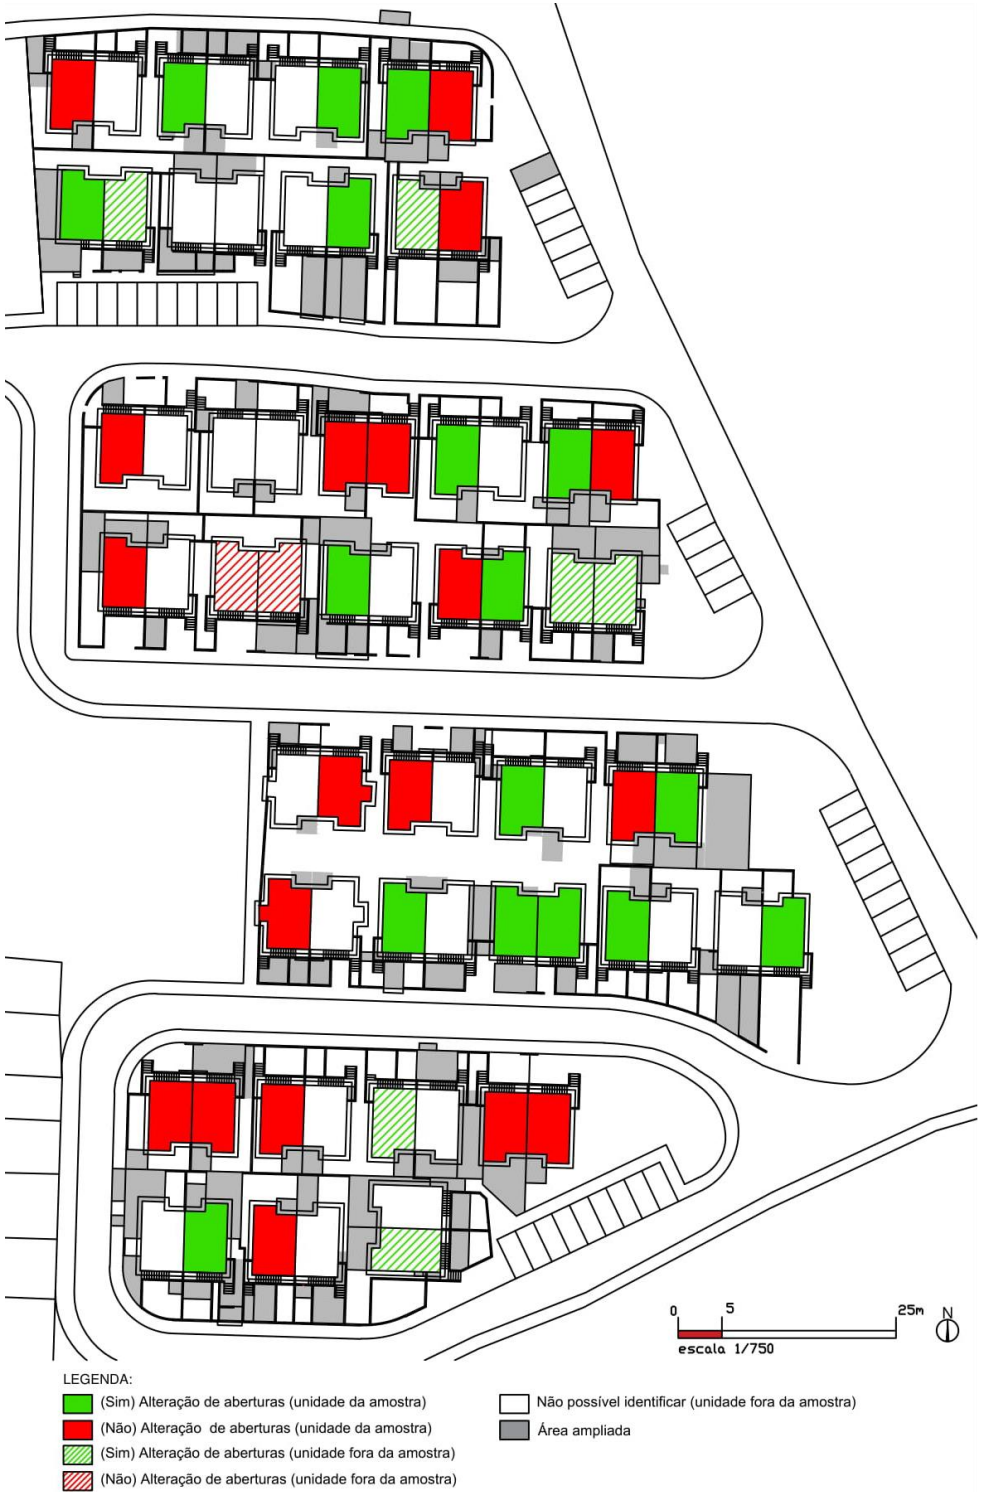 0 5 25m N
escala 1/750
LEGENDA:
(Sim) Alteração de aberturas (unidade da amostra)
(Não) Alteração de aberturas (unidade da amostra)
(Sim) Alteração de aberturas (unidade fora da amostra)
(Não) Alteração de aberturas (unidade fora da amostra)
Não possível identificar (unidade fora da amostra)
Área ampliada